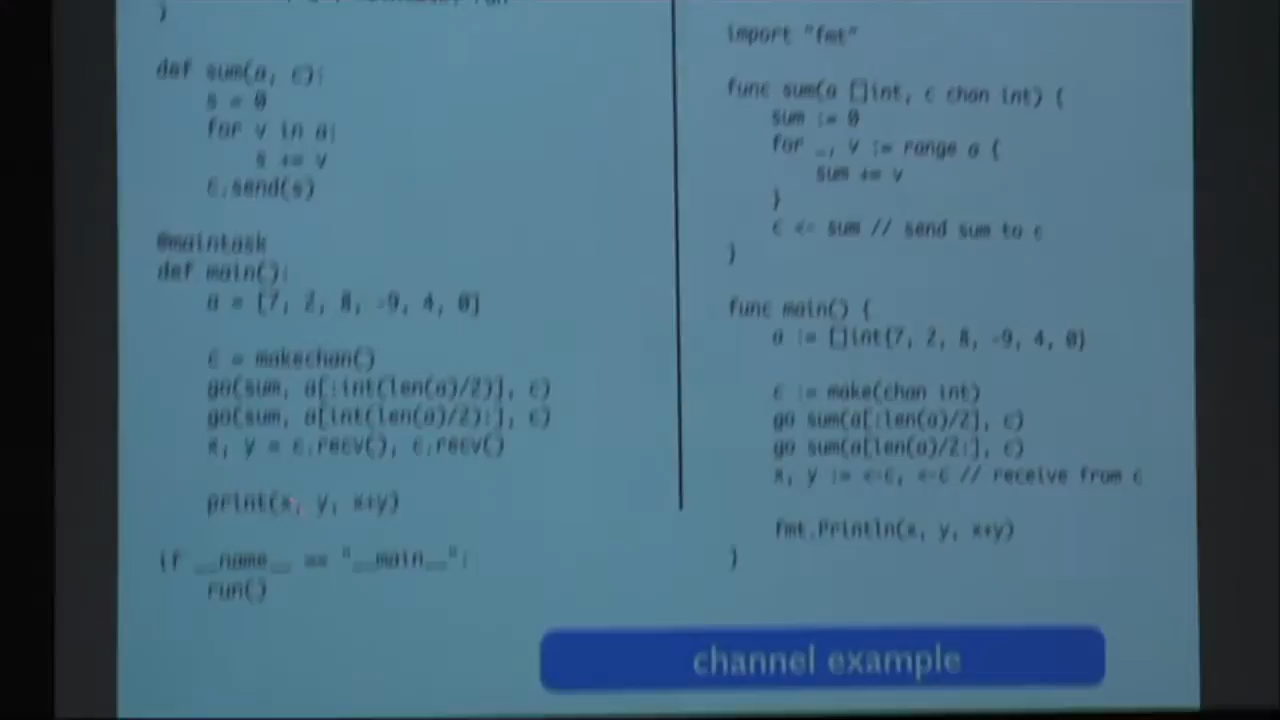 )
def sum(a, c):
    s = 0
    for v in a:
        s += v
    c.send(s)
@maintask
def main():
    a = [7, 2, 8, -9, 4, 0]
    c = makechan()
    go(sum, a[:int(len(a)/2)], c)
    go(sum, a[int(len(a)/2):], c)
    x, y = c.recv(), c.recv()
    print(x, y, x+y)
if __name__ == "__main__":
    run()
import "fmt"
func sum(a []int, c chan int) {
    sum := 0
    for _, v := range a {
        sum += v
    }
    c <- sum // send sum to c
}
func main() {
    a := []int{7, 2, 8, -9, 4, 0}
    c := make(chan int)
    go sum(a[:len(a)/2], c)
    go sum(a[len(a)/2:], c)
    x, y := <-c, <-c // receive from c
    fmt.Println(x, y, x+y)
}
channel example